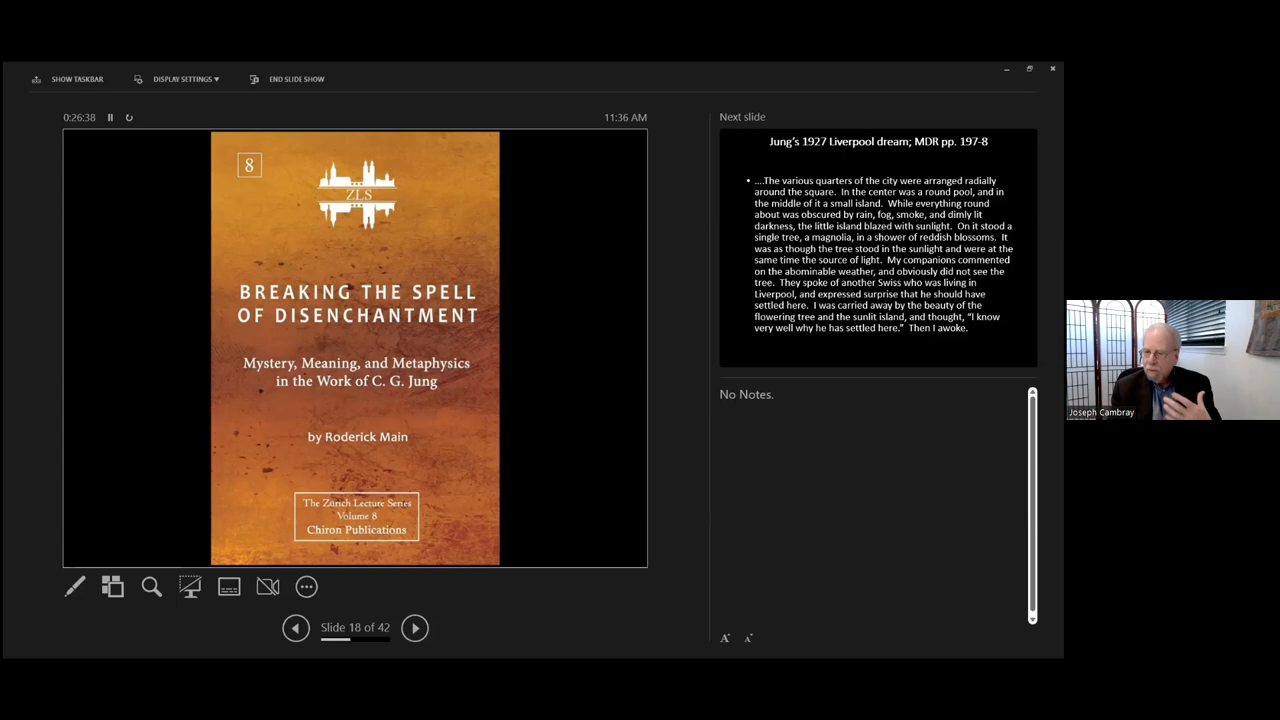 SHOW TASKBAR
DISPLAY SETTINGS ▼
END SLIDE SHOW
0:26:38
11:36 AM
8
ZLS
BREAKING THE SPELL
OF DISENCHANTMENT
Mystery, Meaning, and Metaphysics
in the Work of C. G. Jung
by Roderick Main
The Zürich Lecture Series
Volume 8
Chiron Publications
Slide 18 of 42
Next slide
Jung's 1927 Liverpool dream; MDR pp. 197-8
• ....The various quarters of the city were arranged radially
around the square. In the center was a round pool, and in
the middle of it a small island. While everything round
about was obscured by rain, fog, smoke, and dimly lit
darkness, the little island blazed with sunlight. On it stood a
single tree, a magnolia, in a shower of reddish blossoms. It
was as though the tree stood in the sunlight and were at the
same time the source of light. My companions commented
on the abominable weather, and obviously did not see the
tree. They spoke of another Swiss who was living in
Liverpool, and expressed surprise that he should have
settled here. I was carried away by the beauty of the
flowering tree and the sunlit island, and thought, "I know
very well why he has settled here." Then I awoke.
No Notes.
A
A
Joseph Cambray